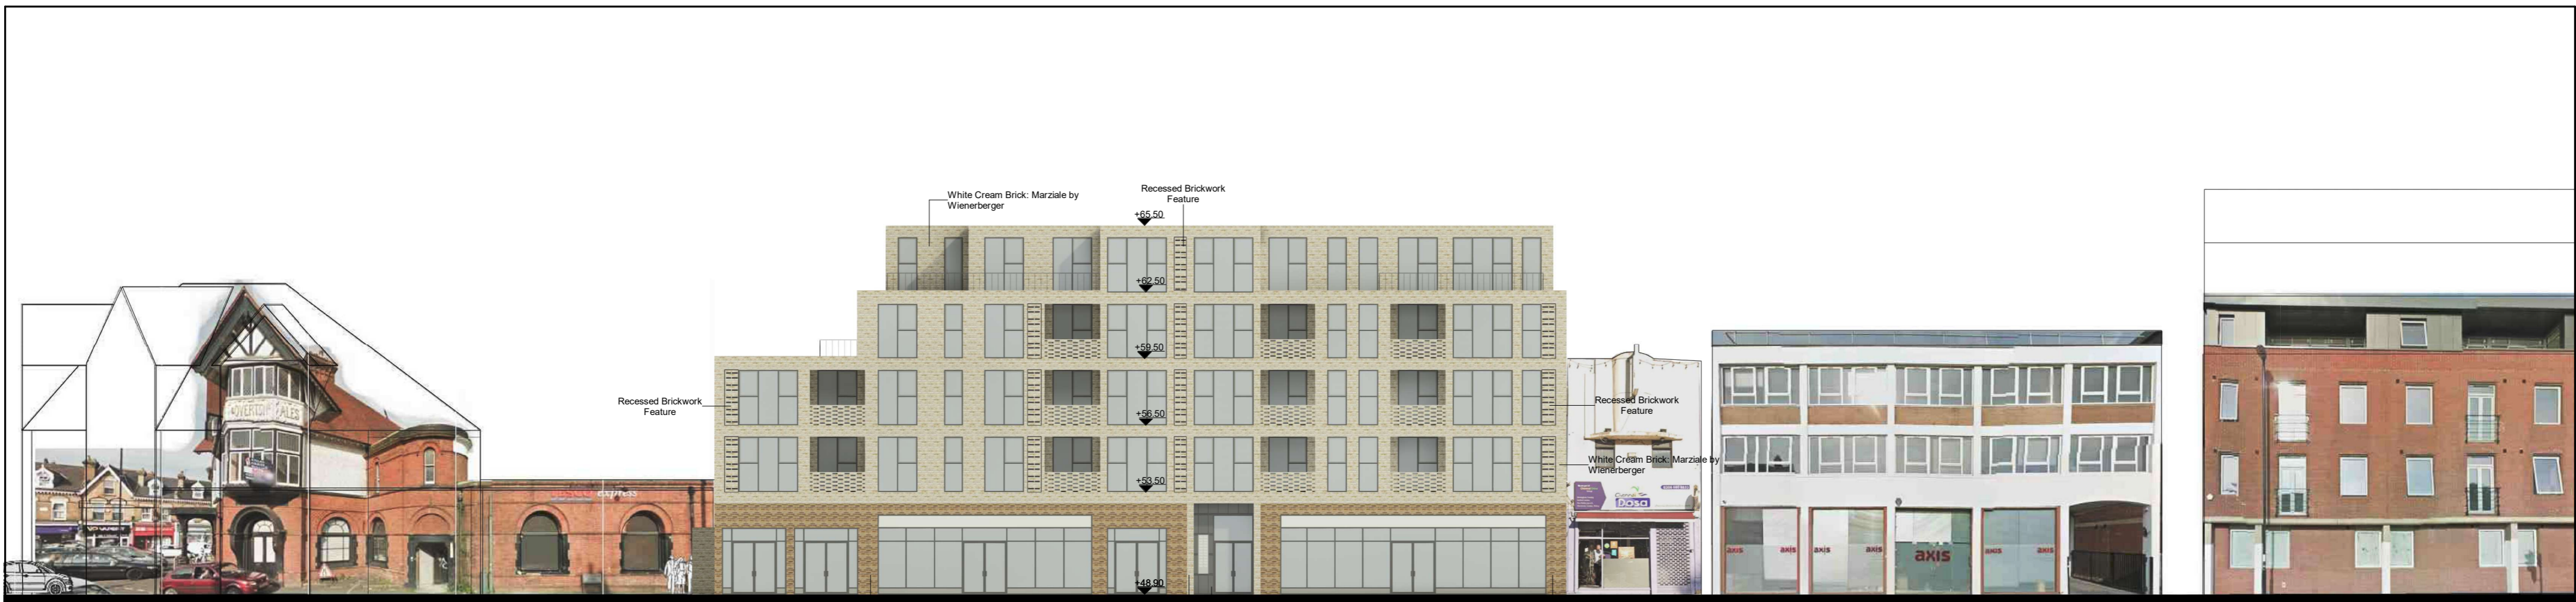 White Cream Brick: Marziale by
Wienerberger
Recessed Brickwork
Feature
+65.50
+62.50
+59.50
+56.50
+53.50
+48.90
Recessed Brickwork
Feature
Recessed Brickwork
Feature
White Cream Brick: Marziale by
Wienerberger
ALES
express
Dosa
axis
axis
axis
axis
axis
axis
axis